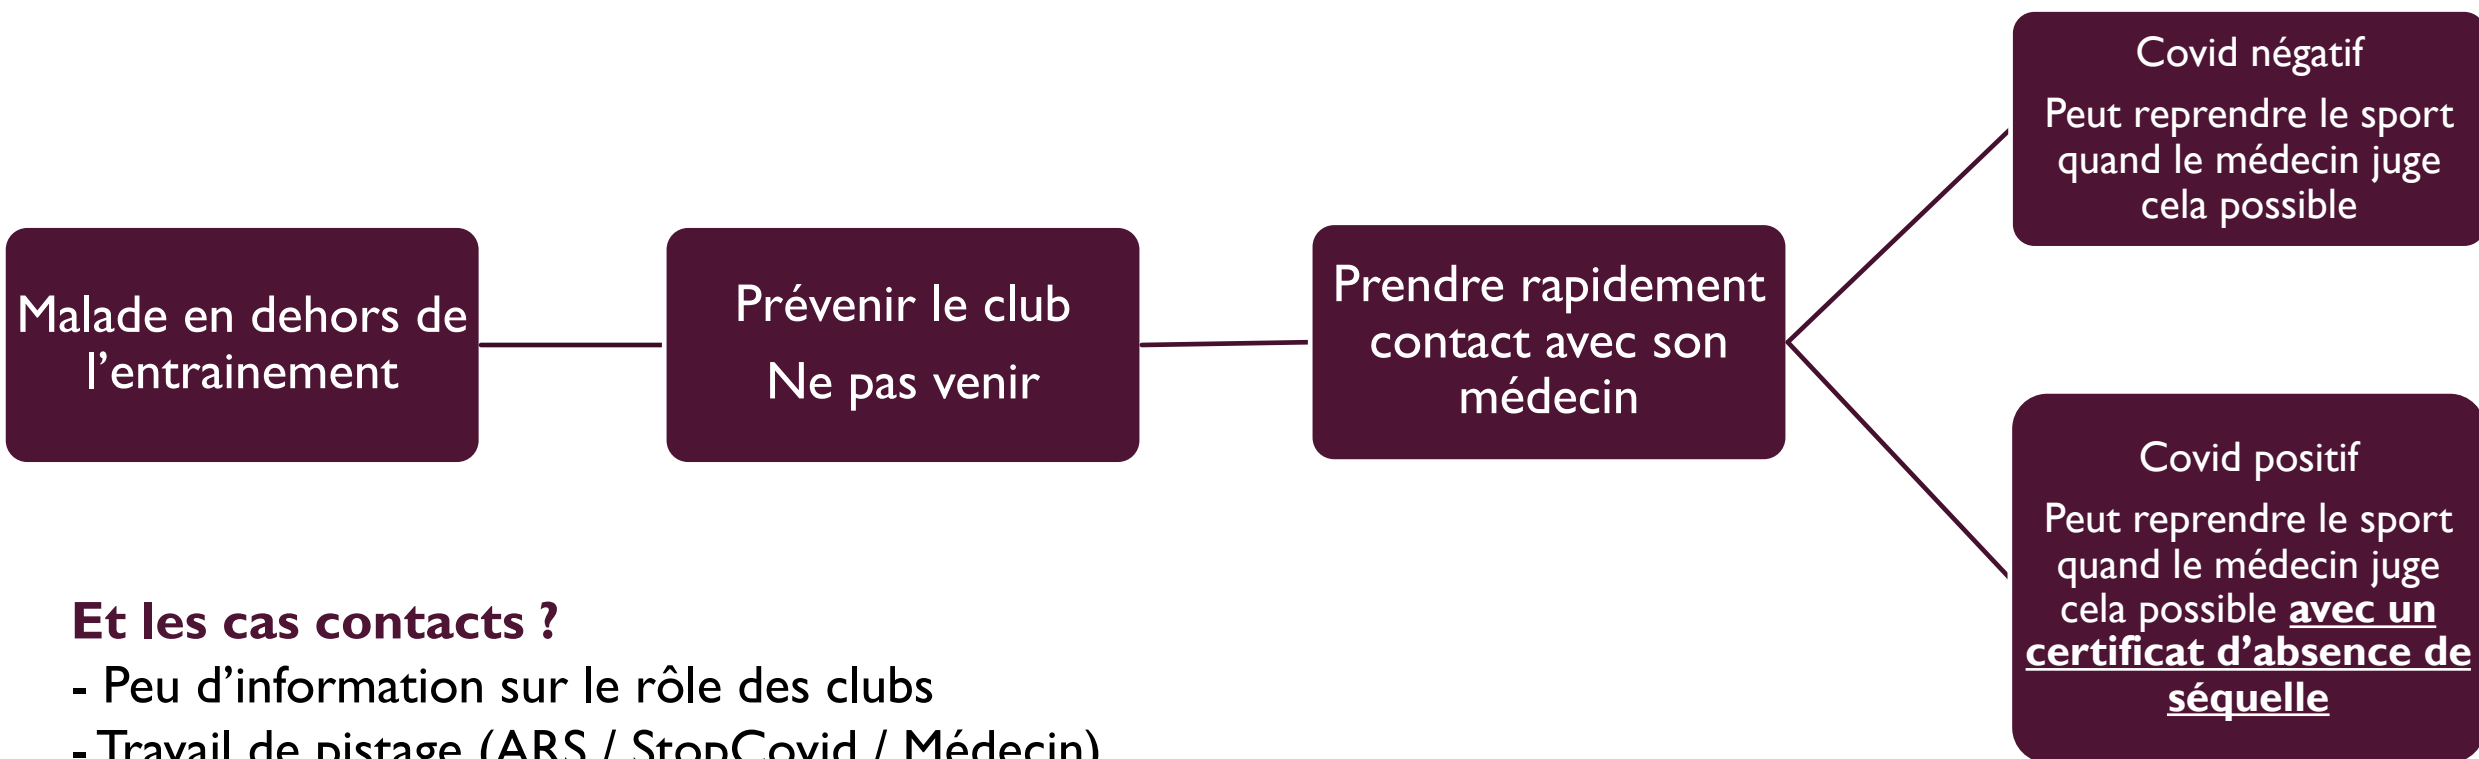 Malade en dehors de
l’entrainement
Prévenir le club
Ne pas venir
Prendre rapidement
contact avec son
médecin
Covid négatif
Peut reprendre le sport
quand le médecin juge
cela possible
Covid positif
Peut reprendre le sport
quand le médecin juge
cela possible avec un
certificat d’absence de
séquelle
Et les cas contacts ?
- Peu d’information sur le rôle des clubs
- Travail de pistage (ARS / StopCovid / Médecin)